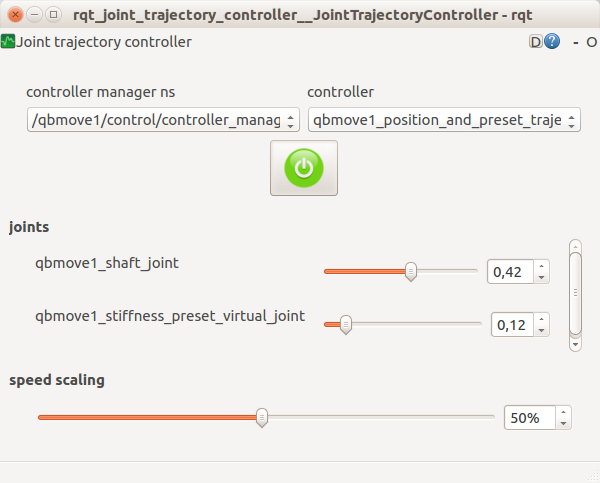 rqt_joint_trajectory_controller__JointTrajectoryController - rqt
Joint trajectory controller D ? - O
controller manager ns controller
/qbmove1/control/controller_manag qbmove1_position_and_preset_traje
joints
qbmove1_shaft_joint 0,42
qbmove1_stiffness_preset_virtual_joint 0,12
speed scaling
50%